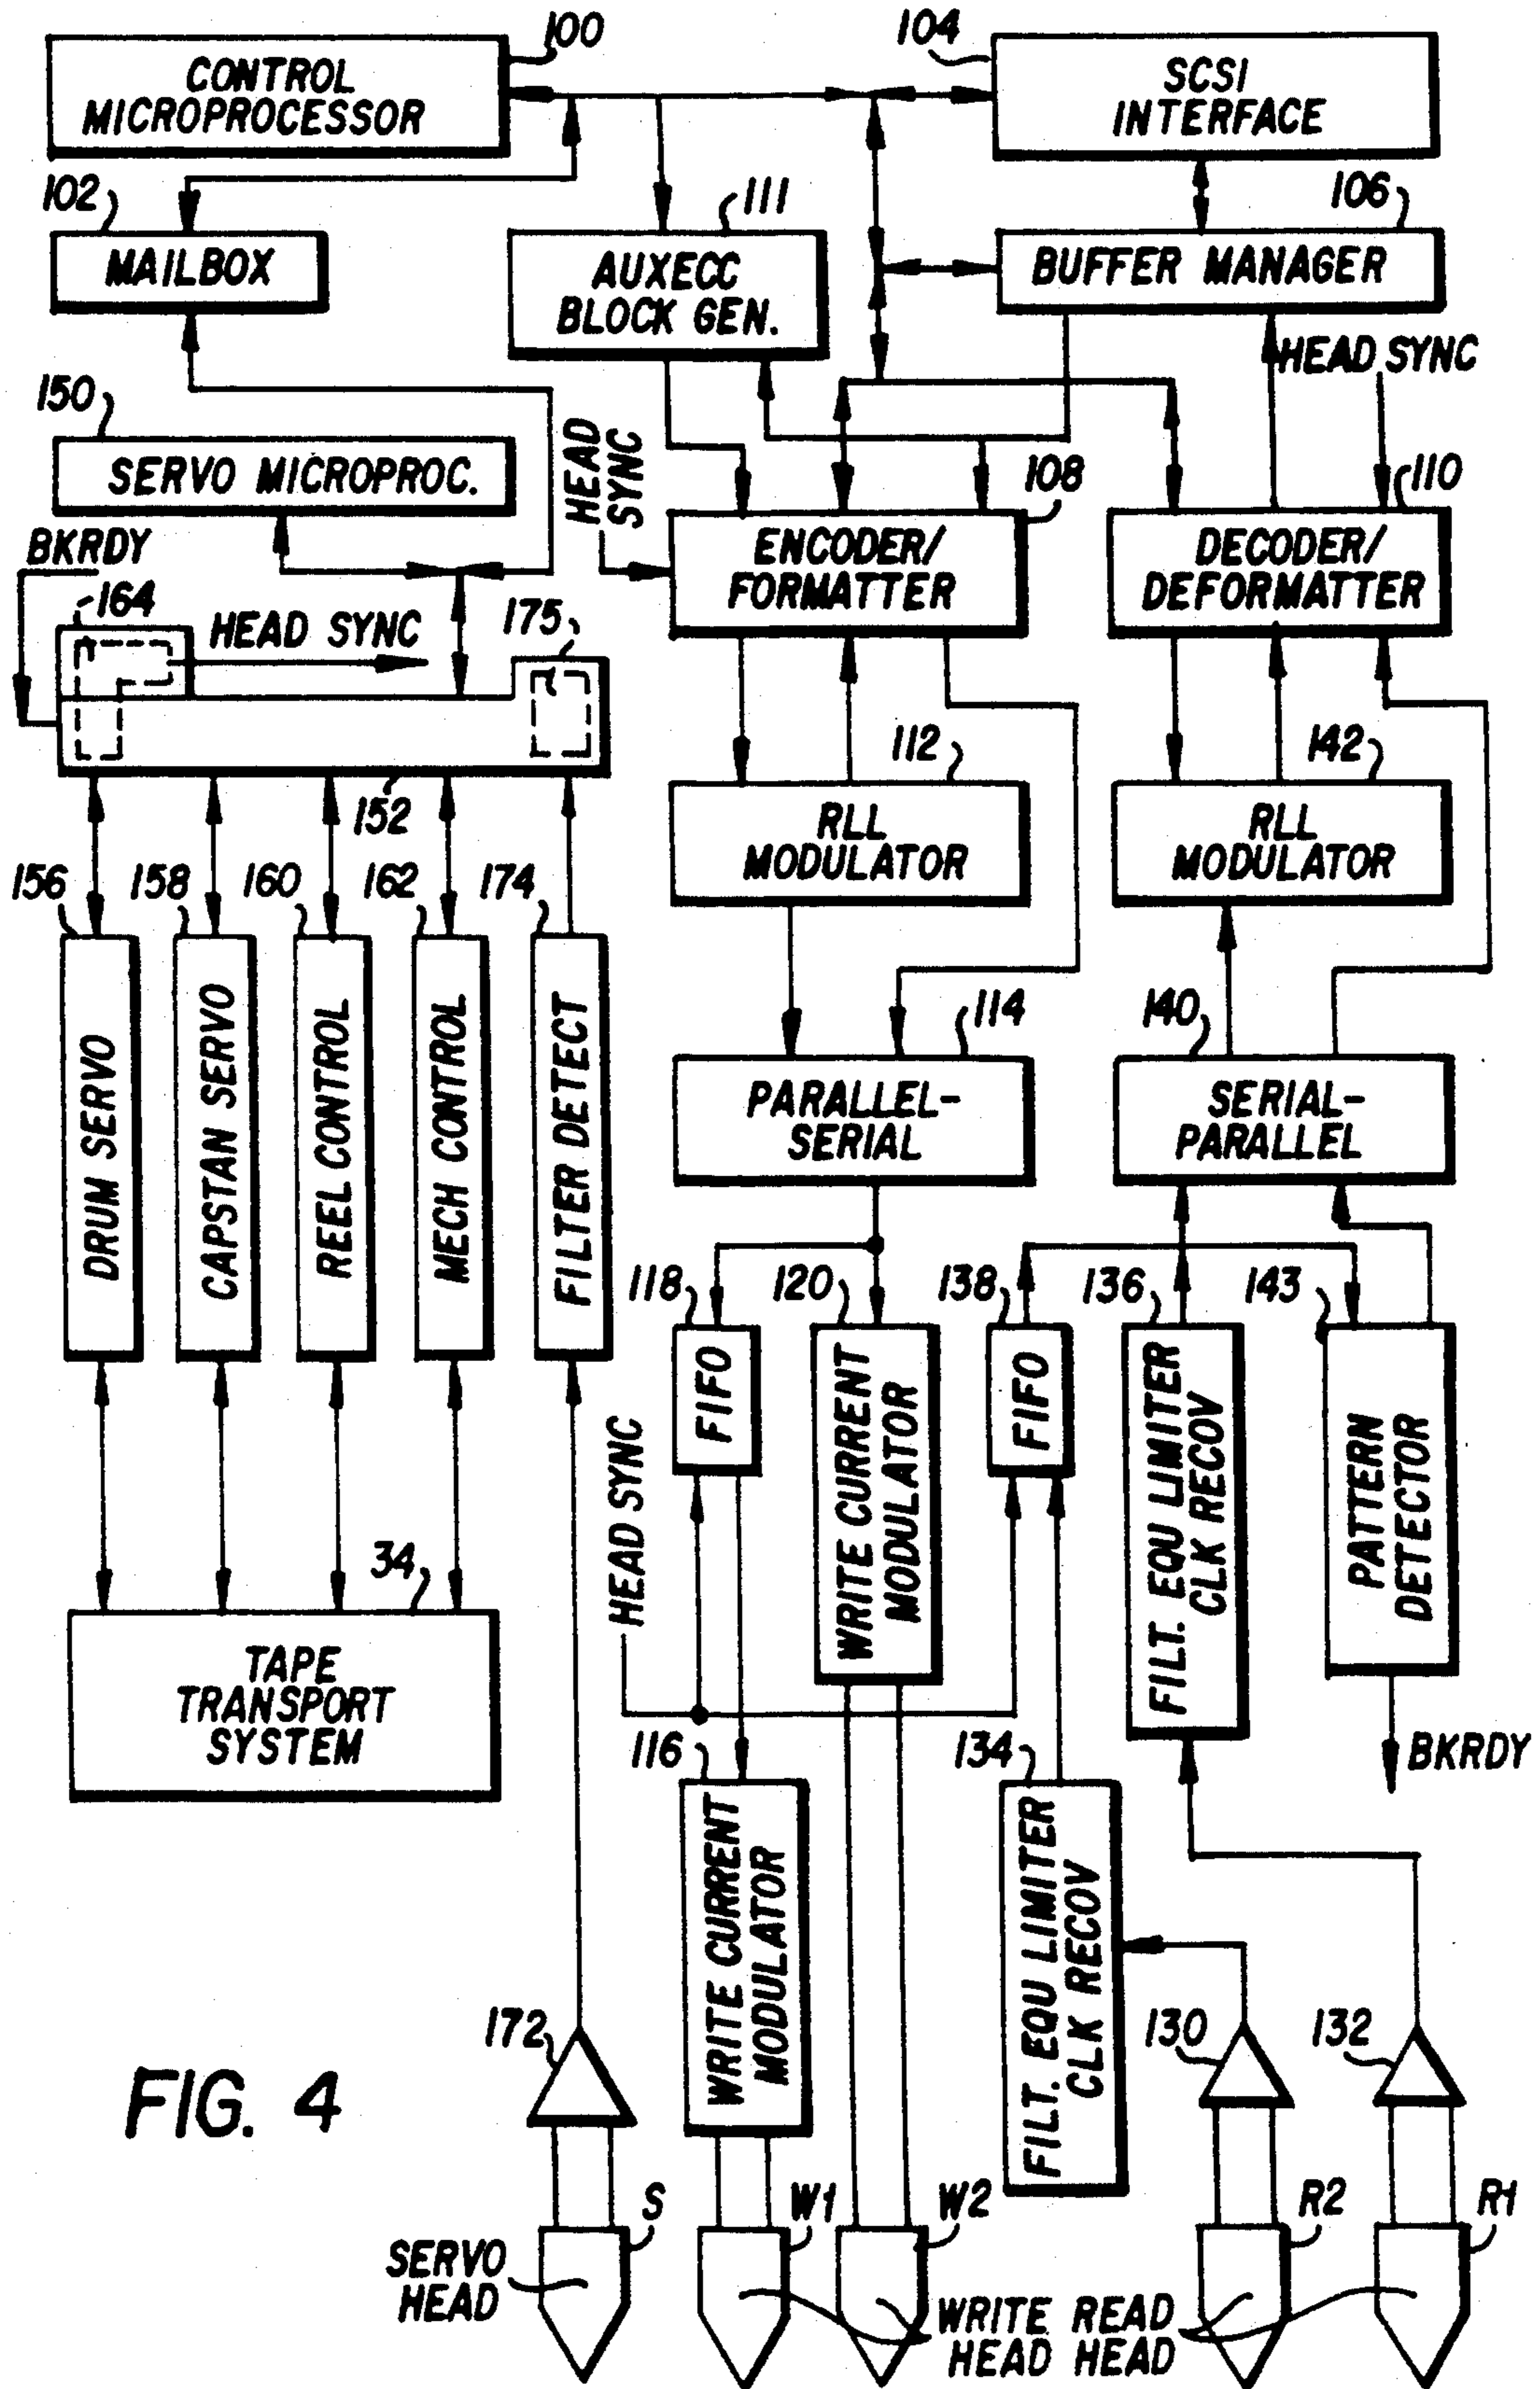 100
104
CONTROL
MICROPROCESSOR
SCSI
INTERFACE
102
111
106
MAILBOX
AUXECC
BLOCK GEN.
BUFFER MANAGER
HEAD SYNC
150
SERVO MICROPROC.
HEAD
SYNC
108
110
BKRDY
ENCODER/
FORMATTER
DECODER/
DEFORMATTER
164
HEAD SYNC
175
112
142
152
RLL
MODULATOR
RLL
MODULATOR
156
158
160
162
174
DRUM SERVO
CAPSTAN SERVO
REEL CONTROL
MECH CONTROL
FILTER DETECT
114
140
PARALLEL-
SERIAL
SERIAL-
PARALLEL
118
120
138
136
143
FIFO
WRITE CURRENT
MODULATOR
FIFO
FILT. EQU LIMITER
CLK RECOV
PATTERN
DETECTOR
HEAD SYNC
34
TAPE
TRANSPORT
SYSTEM
116
134
BKRDY
WRITE CURRENT
MODULATOR
FILT. EQU LIMITER
CLK RECOV
172
130
132
FIG. 4
S
W1
W2
R2
R1
SERVO
HEAD
WRITE
HEAD
READ
HEAD